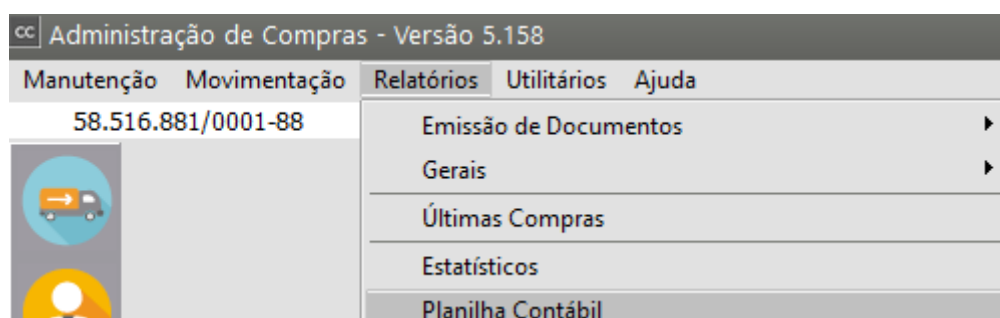 cc Administração de Compras - Versão 5.158
Manutenção Movimentação Relatórios Utilitários Ajuda
58.516.881/0001-88
Emissão de Documentos
Gerais
Últimas Compras
Estatísticos
Planilha Contábil